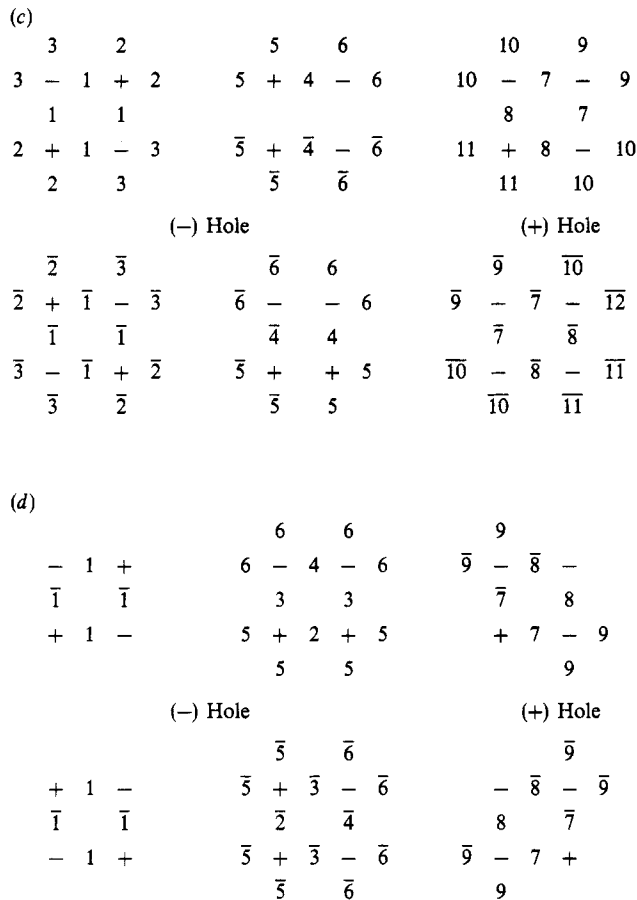 (c)
3 2 5 6 10 9
3 − 1 + 2 5 + 4 − 6 10 − 7 − 9
1 1 8 7
2 + 1 − 3 5̅ + 4̅ − 6̅ 11 + 8 − 10
2 3 5̅ 6̅ 11 10
(−) Hole (+) Hole
2̅ 3̅ 6̅ 6 9̅ 1̅0̅
2̅ + 1̅ − 3̅ 6̅ − − 6 9̅ − 7̅ − 1̅2̅
1̅ 1̅ 4̅ 4 7̅ 8̅
3̅ − 1̅ + 2̅ 5̅ + + 5 1̅0̅ − 8̅ − 1̅1̅
3̅ 2̅ 5̅ 5 1̅0̅ 1̅1̅
(d)
6 6 9
− 1 + 6 − 4 − 6 9̅ − 8̅ −
1̅ 1̅ 3 3 7̅ 8
+ 1 − 5 + 2 + 5 + 7 − 9
5 5 9
(−) Hole (+) Hole
5̅ 6̅ 9̅
+ 1 − 5̅ + 3̅ − 6̅ − 8̅ − 9̅
1̅ 1̅ 2̅ 4̅ 8 7̅
− 1 + 5̅ + 3̅ − 6̅ 9̅ − 7 +
5̅ 6̅ 9